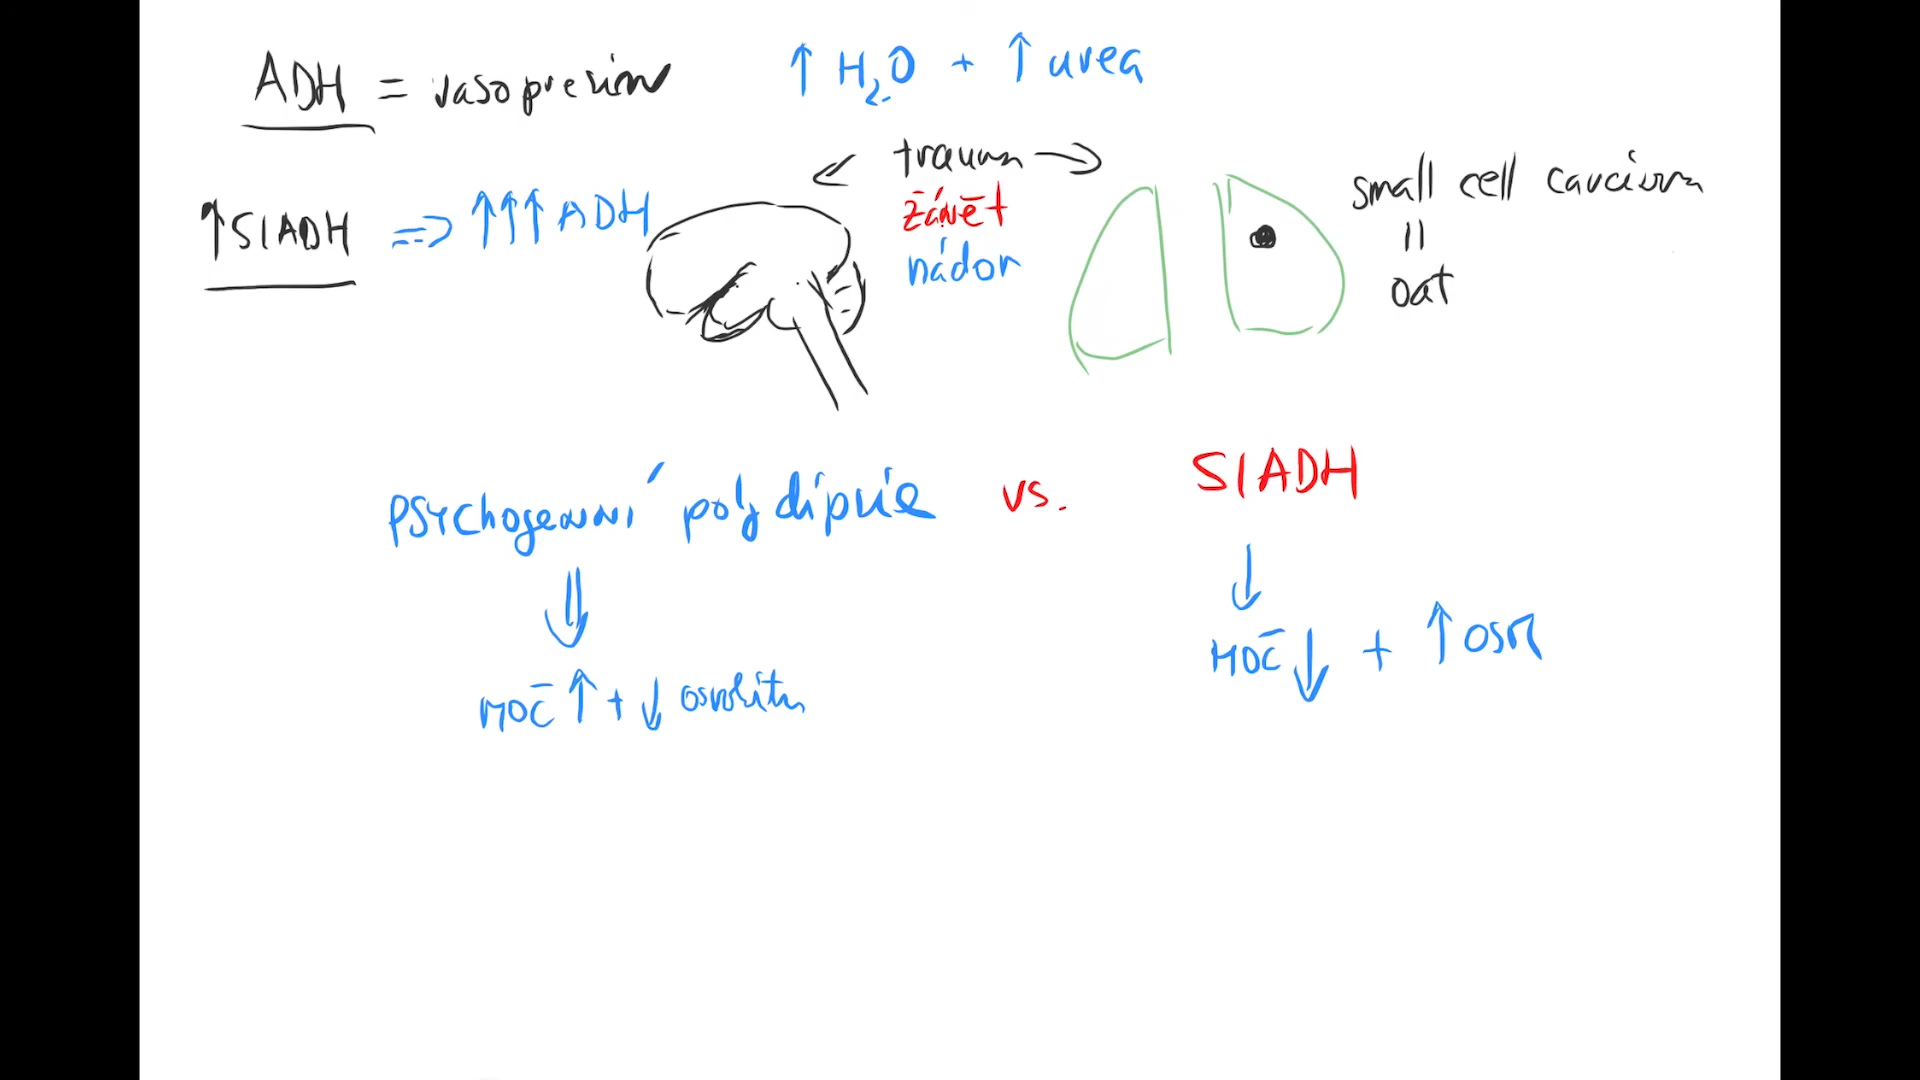 ADH = vasopresin
↑ H₂O + ↑ urea
↑SIADH => ↑↑↑ ADH
← trauma →
zánět
nádor
small cell carcinom
=
oat
psychogenní polydipsie vs. SIADH
⇓ ↓
MOČ ↑ + ↓ osmolita
MOČ ↓ + ↑ OSM